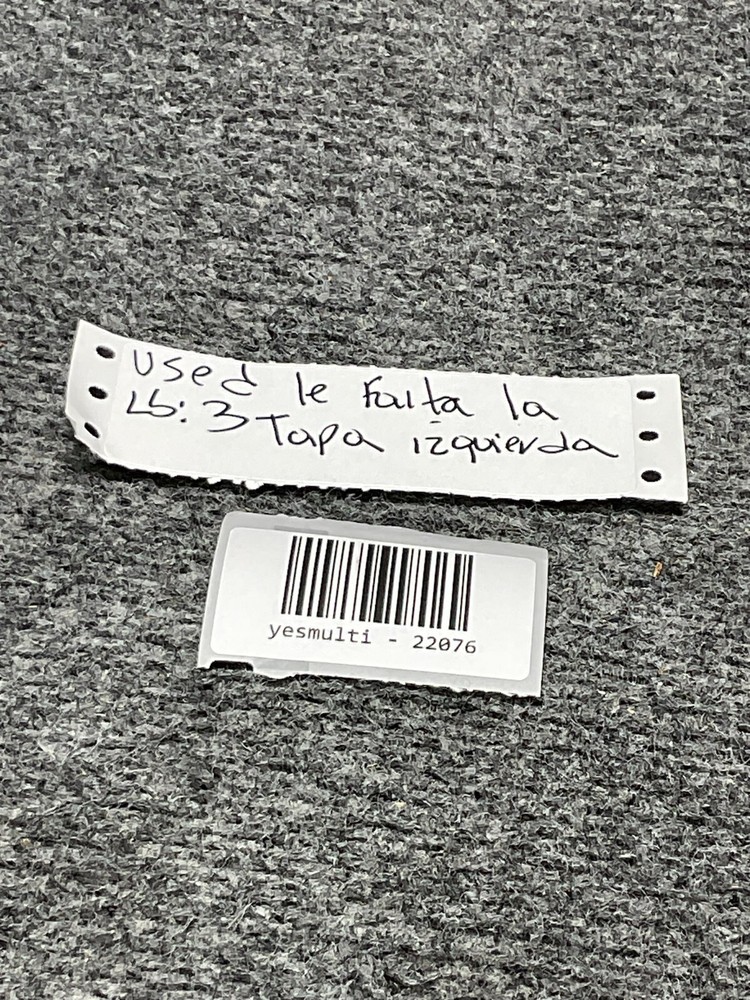 Used le Falta la
Lb: 3 Tapa izquierda
yesmulti - 22076